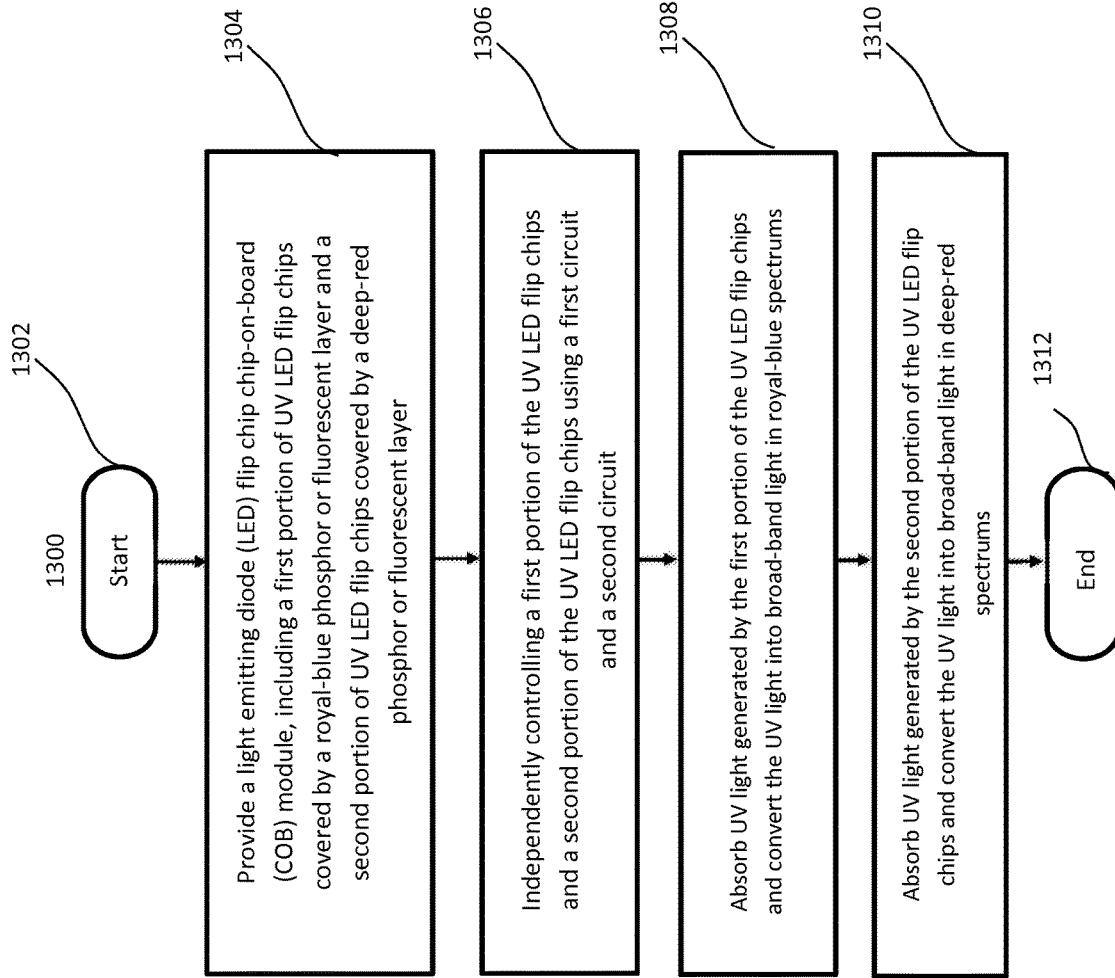 1300
1302
Start
1304
Provide a light emitting diode (LED) flip chip chip-on-board
(COB) module, including a first portion of UV LED flip chips
covered by a royal-blue phosphor or fluorescent layer and a
second portion of UV LED flip chips covered by a deep-red
phosphor or fluorescent layer
1306
Independently controlling a first portion of the UV LED flip chips
and a second portion of the UV LED flip chips using a first circuit
and a second circuit
1308
Absorb UV light generated by the first portion of the UV LED flip chips
and convert the UV light into broad-band light in royal-blue spectrums
1310
Absorb UV light generated by the second portion of the UV LED flip
chips and convert the UV light into broad-band light in deep-red
spectrums
1312
End